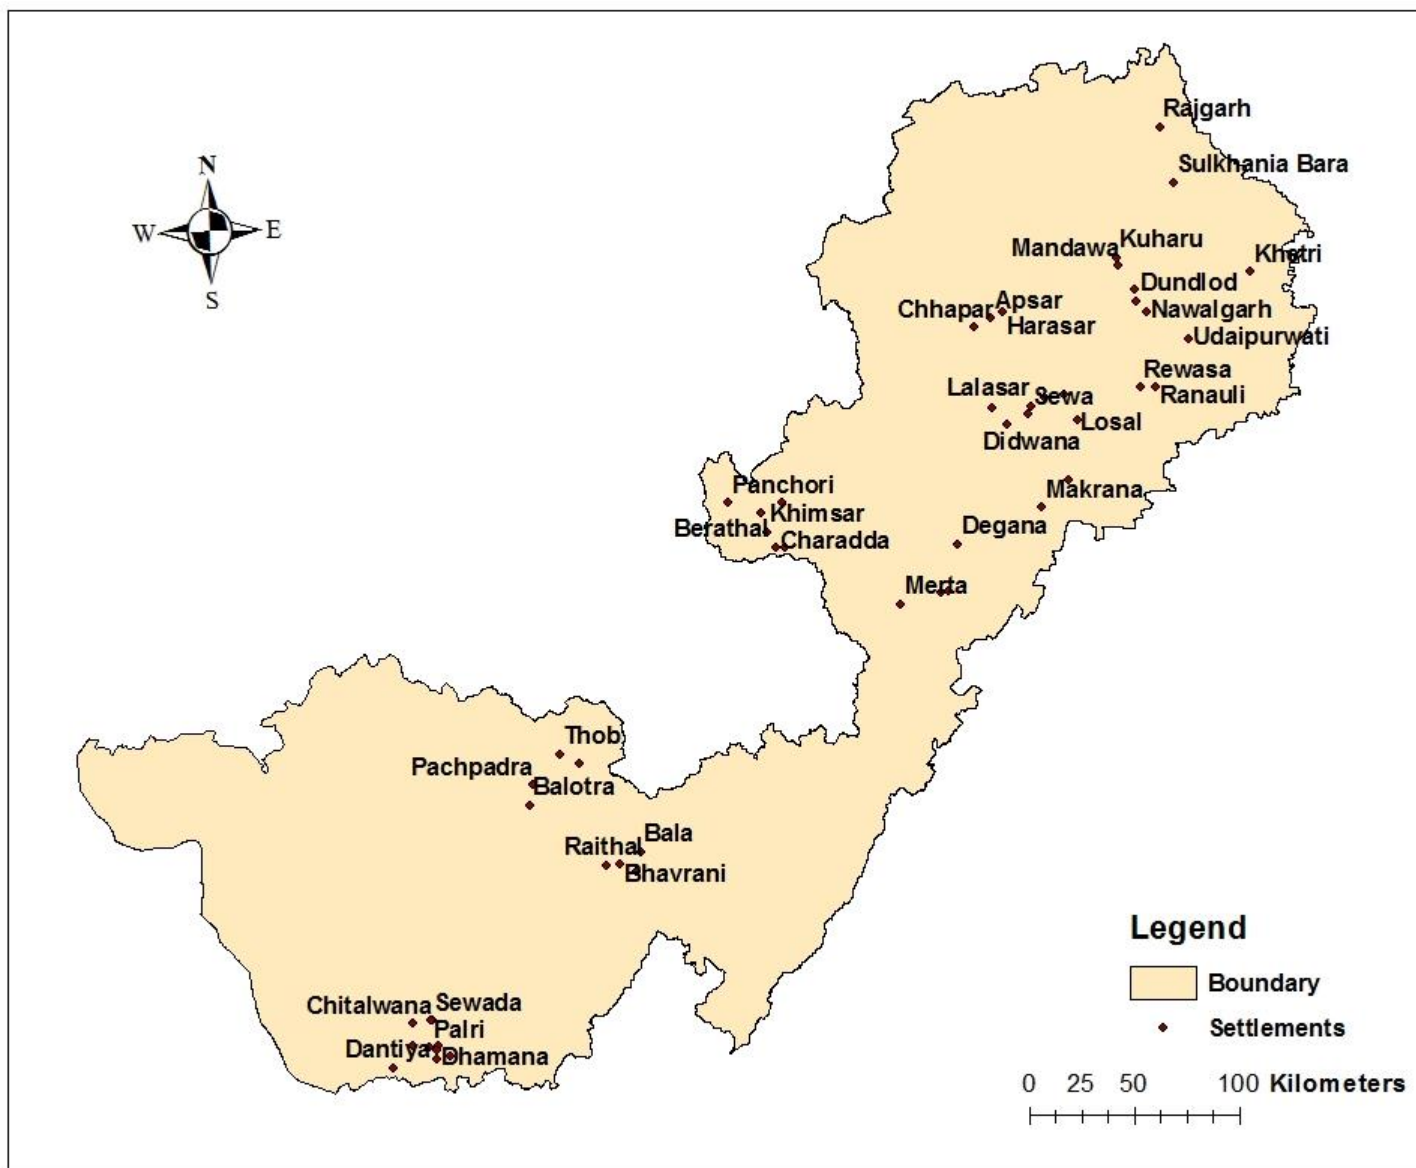 Rajgarh
Sulkhania Bara
N
W
E
S
Kuharu
Mandawa
Khetri
Dundlod
Apsar
Chhapar
Nawalgarh
Harasar
Udaipurwati
Rewasa
Lalasar
Sewa
Ranauli
Losal
Didwana
Panchori
Makrana
Khimsar
Berathal
Degana
Charadda
Merta
Thob
Pachpadra
Balotra
Bala
Raithal
Bhavrani
Legend
Boundary
Settlements
Chitalwana
Sewada
Palri
Dantiya
Dhamana
0 25 50 100 Kilometers